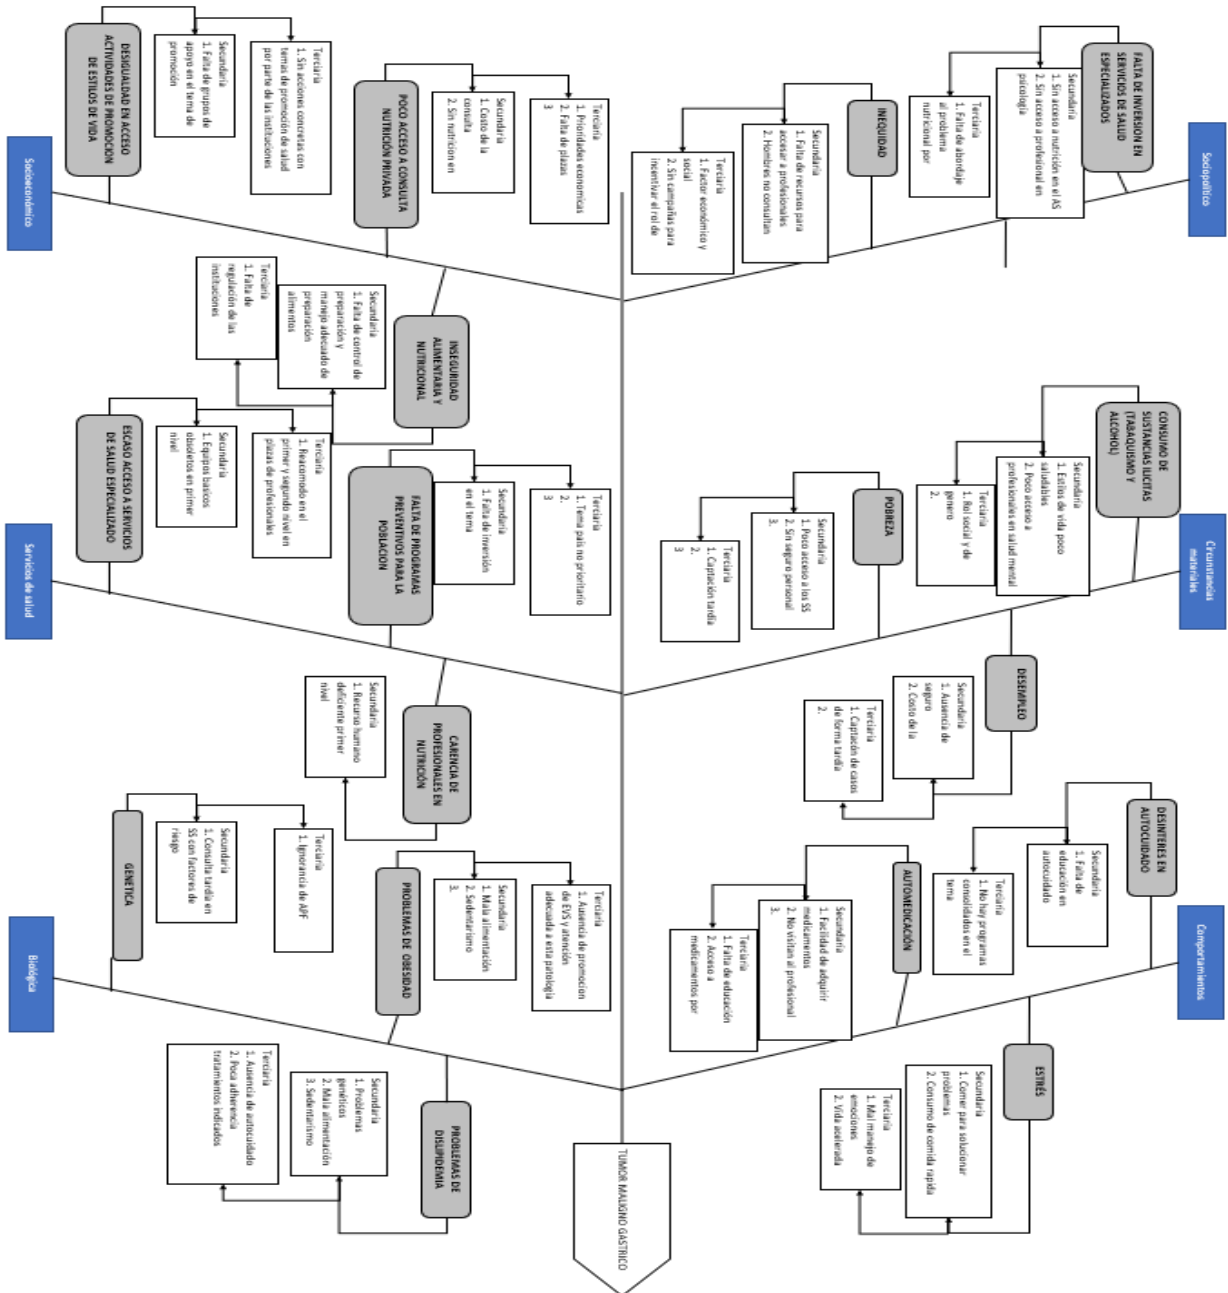 Sociopolítico
FALTA DE INVERSION EN
SERVICIOS DE SALUD
ESPECIALIZADOS
Secundaria
1. Sin acceso a nutrición en el AS
2. Sin acceso a profesional en
psicología
Terciaria
1. Falta de abordaje
al problema
nutricional por
INEQUIDAD
Secundaria
1. Falta de recursos para
accesar a profesionales
2. Hombres no consultan
Terciaria
1. Factor económico y
social
2. Sin campañas para
incentivar el rol de
Circunstancias
materiales
CONSUMO DE
SUSTANCIAS ILICITAS
(TABAQUISMO Y
ALCOHOL)
Secundaria
1. Estilos de vida poco
saludables
2. Poco acceso a
profesionales en salud mental
Terciaria
1. Rol social y de
genero
2.
POBREZA
Secundaria
1. Poco acceso a los SS
2. Sin seguro personal
3.
Terciaria
1. Captación tardía
2.
3
DESEMPLEO
Secundaria
1. Ausencia de
seguro
2. Costo de la
Terciaria
1. Captacón de casos
de forma tardía
2.
Comportamientos
DESINTERES EN
AUTOCUIDADO
Secundaria
1. Falta de
educación en
autocuidado
Terciaria
1. No hay programas
consolidados en el
tema
AUTOMEDICACIÓN
Secundaria
1. Facilidad de adquirir
medicamentos
2. No visitan al profesional
3.
Terciaria
1. Falta de educación
2. Acceso a
medicamentos por
ESTRÉS
Secundaria
1. Comer para solucionar
problemas
2. Consumo de comida rapida
Terciaria
1. Mal manejo de
emociones
2. Vida acelerada
TUMOR MALIGNO GASTRICO
Terciaria
1. Prioridades economicas
2. Falta de plazas
3
Secundaria
1. Costo de la
consulta
2. Sin nutricion en
POCO ACCESO A CONSULTA
NUTRICIÓN PRIVADA
Terciaria
1. Sin acciones concretas con
temas de promoción de salud
por parte de las instituciones
Secundaria
1. Falta de grupos de
apoyo en el tema de
promoción
DESIGUALDAD EN ACCESO
ACTIVIDADES DE PROMOCION
DE ESTILOS DE VIDA
Socioeconómico
INSEGURIDAD
ALIMENTARIA Y
NUTRICIONAL
Secundaria
1. Falta de control de
preparación y
manejo adecuado de
preparación
alimentos
Terciaria
1. Falta de
regulación de las
instituciones
Terciaria
1. Tema país no prioritario
2.
3
Secundaria
1. Falta de inversión
en el tema
FALTA DE PROGRAMAS
PREVENTIVOS PARA LA
POBLACION
Terciaria
1. Reacomodo en el
primer y segundo nivel en
plazas de profesionales
Secundaria
1. Equipos basicos
obsoletos en primer
nivel
ESCASO ACCESO A SERVICIOS
DE SALUD ESPECIALIZADO
Servicios de salud
CARENCIA DE
PROFESIONALES EN
NUTRICIÓN
Secundaria
1. Recurso humano
deficiente primer
nivel
Terciaria
1. Ausencia de promocion
de EVS y atención
adecuada a esta patología
Secundaria
1. Mala alimentación
2. Sedentarismo
3.
PROBLEMAS DE OBESIDAD
Terciaria
1. Ignorancia de APF
Secundaria
1. Consulta tardía en
SS con factores de
riesgo
GENETICA
Biológica
PROBLEMAS DE
DISLIPIDEMIA
Secundaria
1. Problemas
genéticos
2. Mala alimentación
3. Sedentarismo
Terciaria
1. Ausencia de autocuidado
2. Poca adherencia
tratamientos indicados